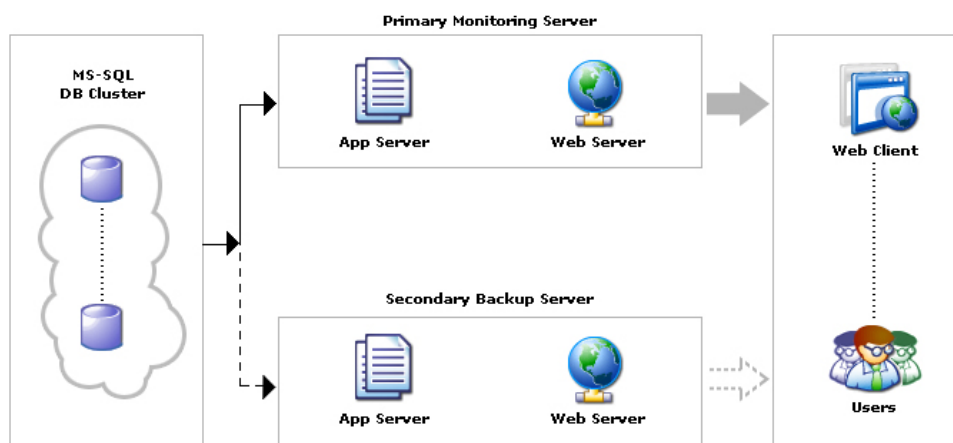 Primary Monitoring Server
MS-SQL
DB Cluster
App Server
Web Server
Web Client
Secondary Backup Server
App Server
Web Server
Users